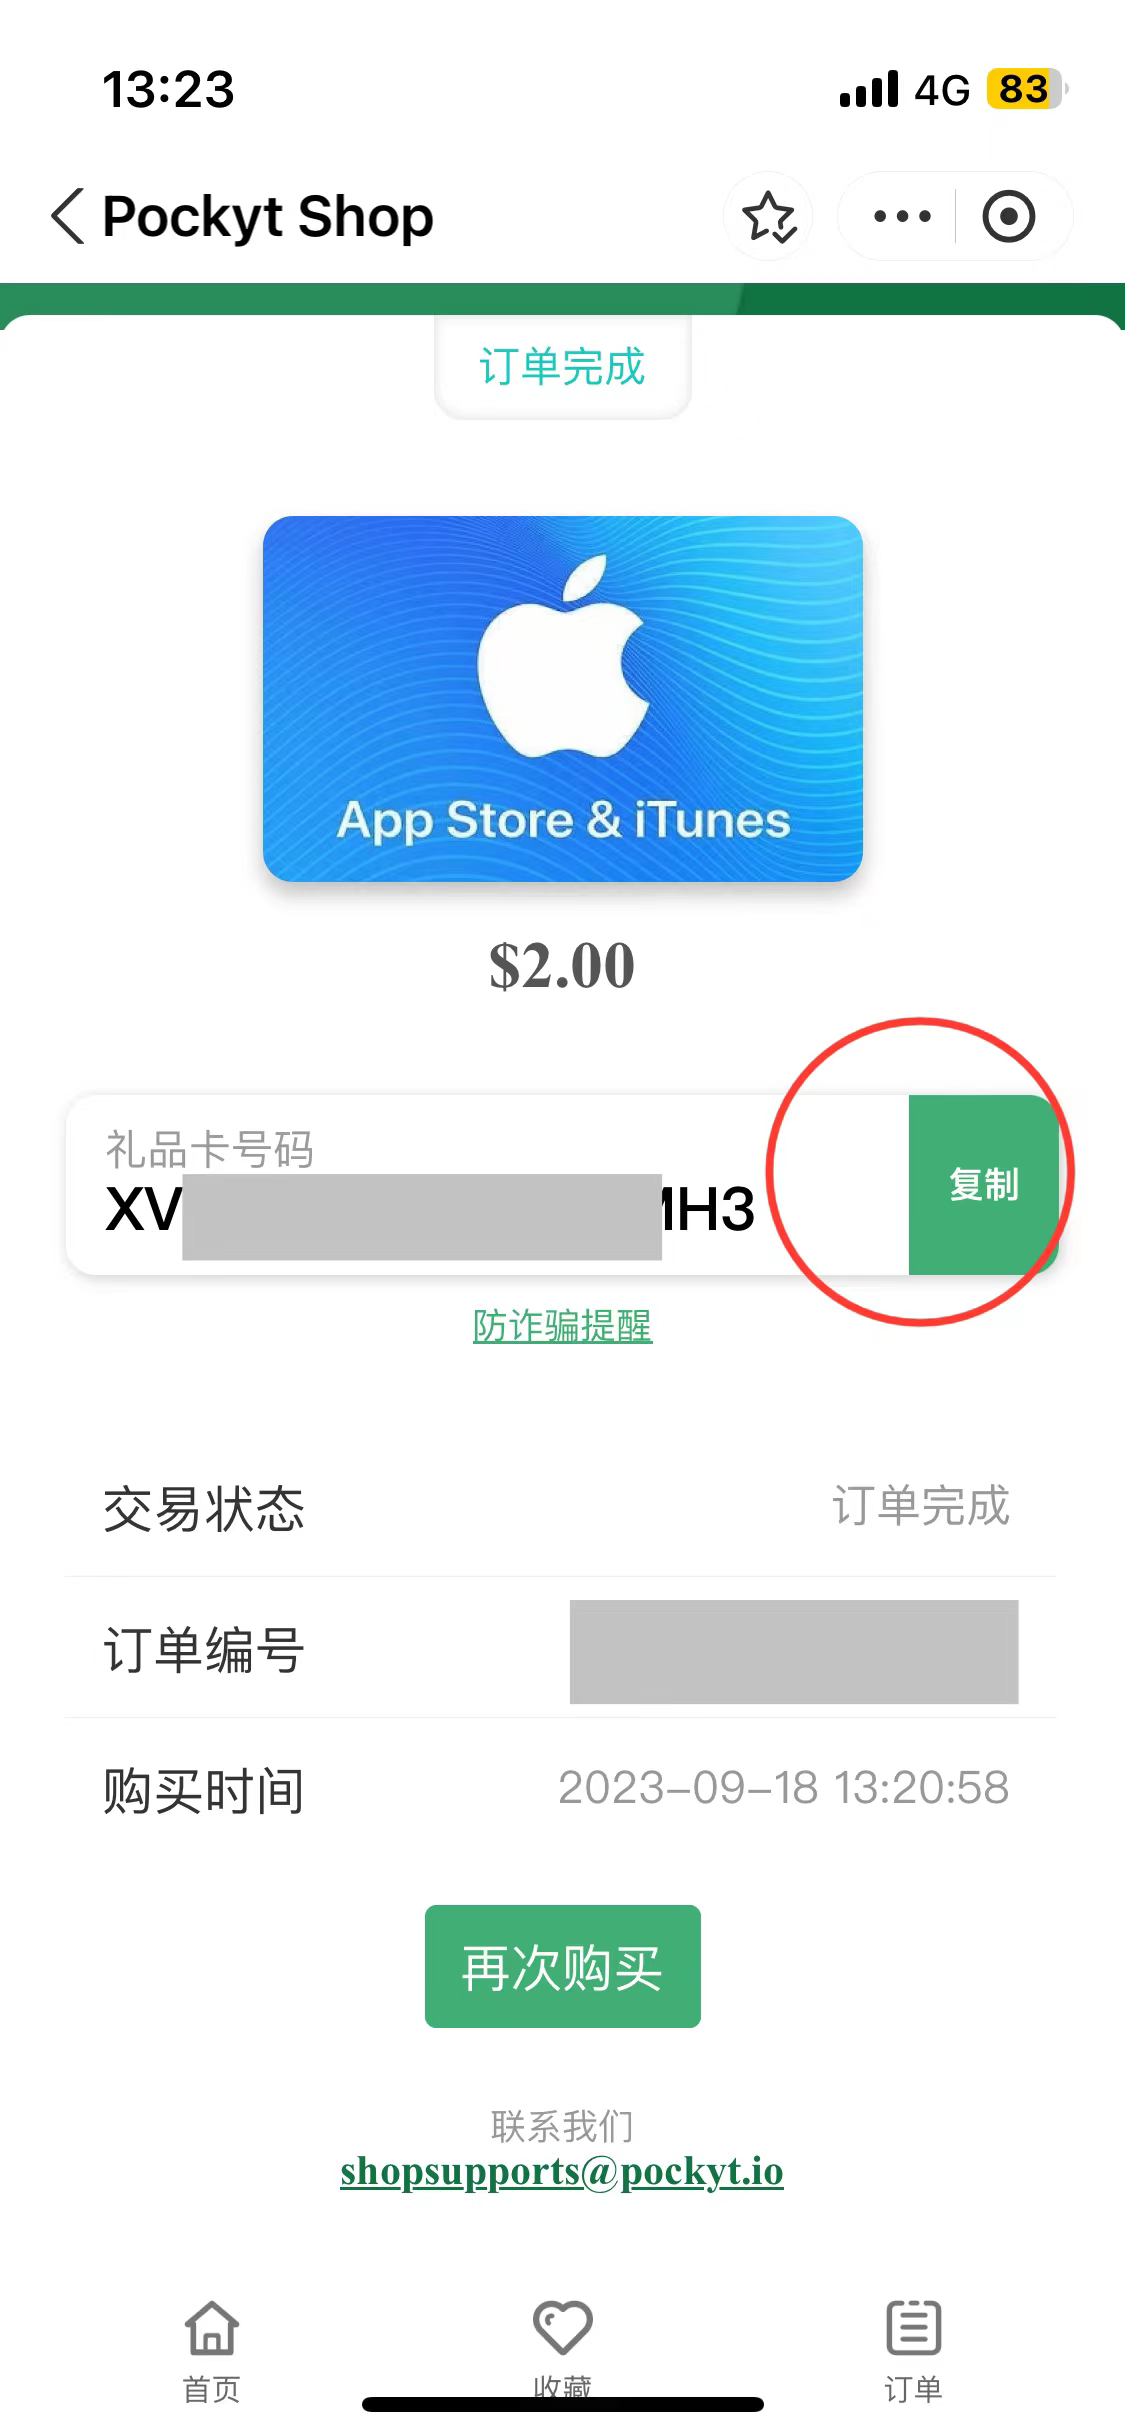 13:23
4G 83
Pockyt Shop
订单完成
App Store & iTunes
$2.00
礼品卡号码
XV MH3
复制
防诈骗提醒
交易状态 订单完成
订单编号
购买时间 2023-09-18 13:20:58
再次购买
联系我们
shopsupports@pockyt.io
首页 收藏 订单